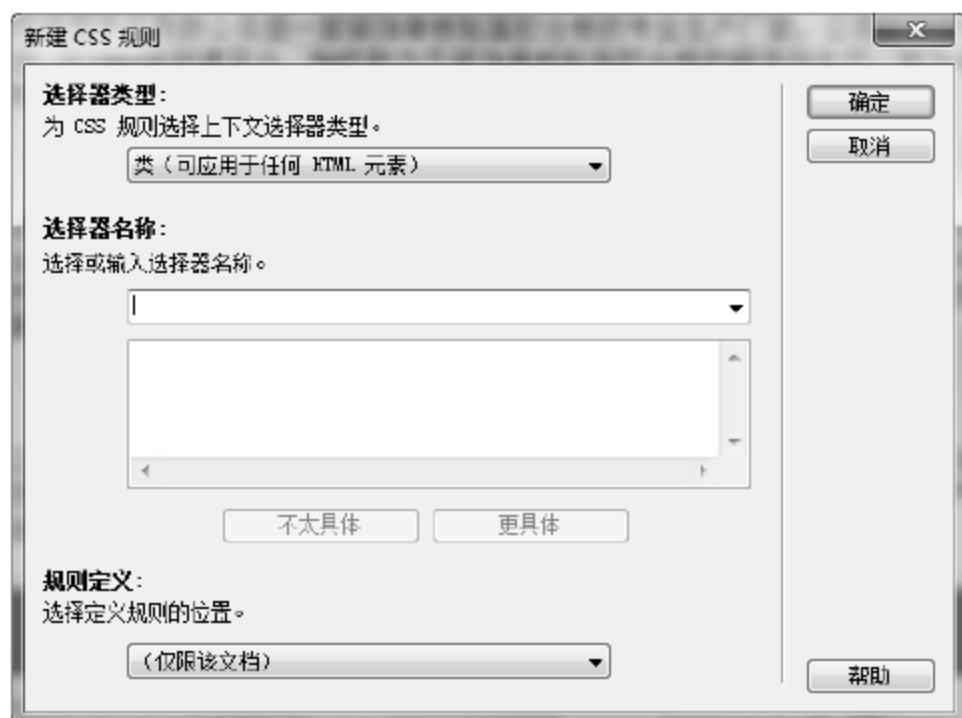 新建 CSS 规则
选择器类型：
为 CSS 规则选择上下文选择器类型。
类（可应用于任何 HTML 元素）
选择器名称：
选择或输入选择器名称。
不太具体
更具体
规则定义：
选择定义规则的位置。
（仅限该文档）
确定
取消
帮助